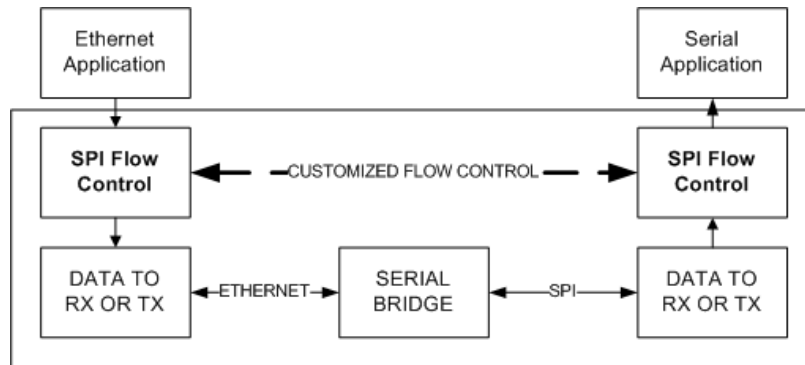 Ethernet
Application
Serial
Application
SPI Flow
Control
CUSTOMIZED FLOW CONTROL
SPI Flow
Control
DATA TO
RX OR TX
ETHERNET
SERIAL
BRIDGE
SPI
DATA TO
RX OR TX